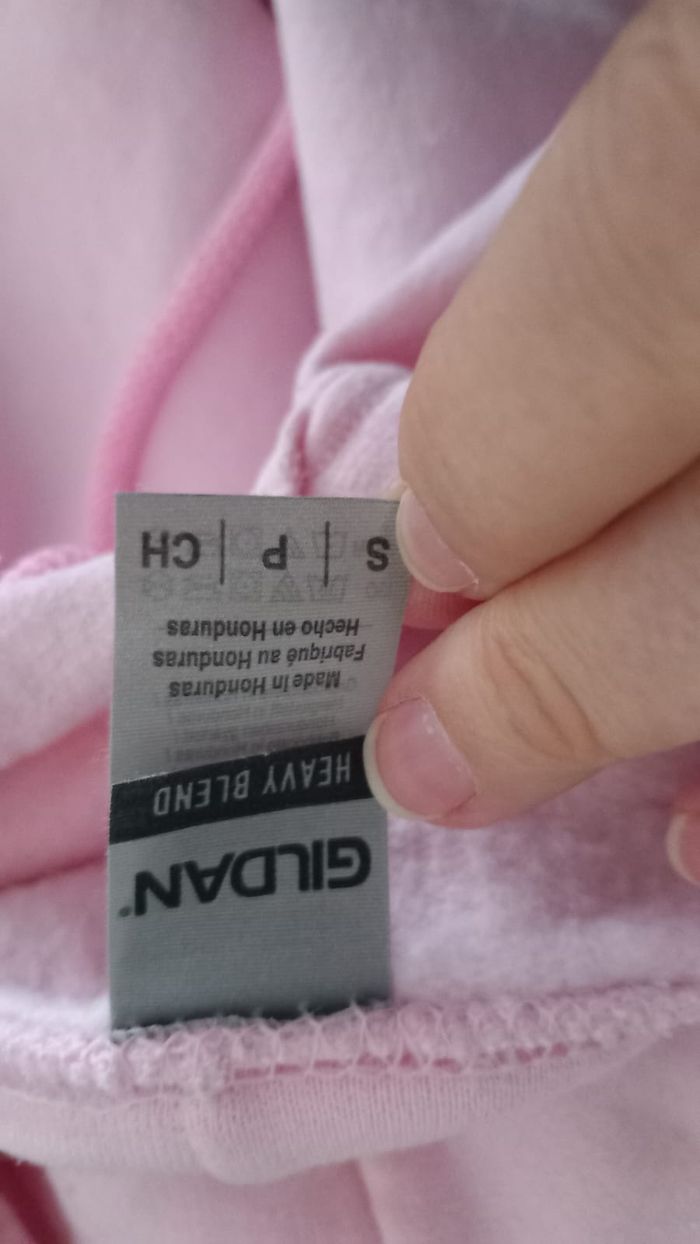 GILDAN®
HEAVY BLEND
Made in Honduras
Fabriqué au Honduras
Hecho en Honduras
S | P | CH